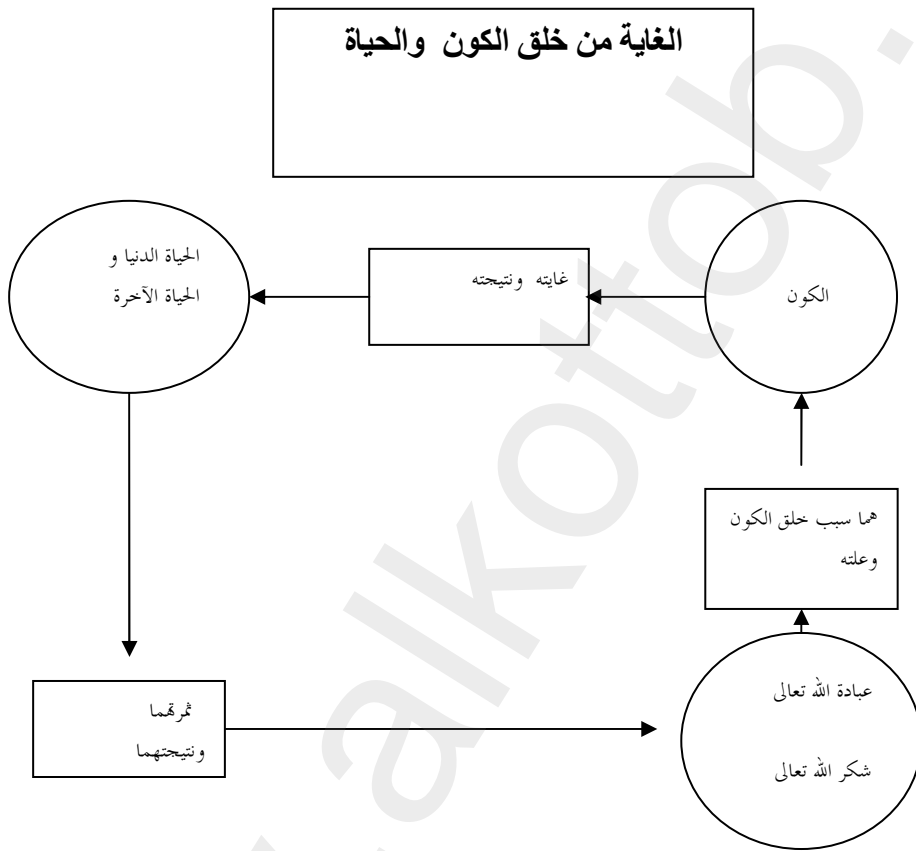 الغاية من خلق الكون والحياة
الحياة الدنيا و
الحياة الآخرة
غايته ونتيجته
الكون
هما سبب خلق الكون
وعلته
عبادة الله تعالى
شكر الله تعالى
ثمرتهما
ونتيجتهما
alkottob.